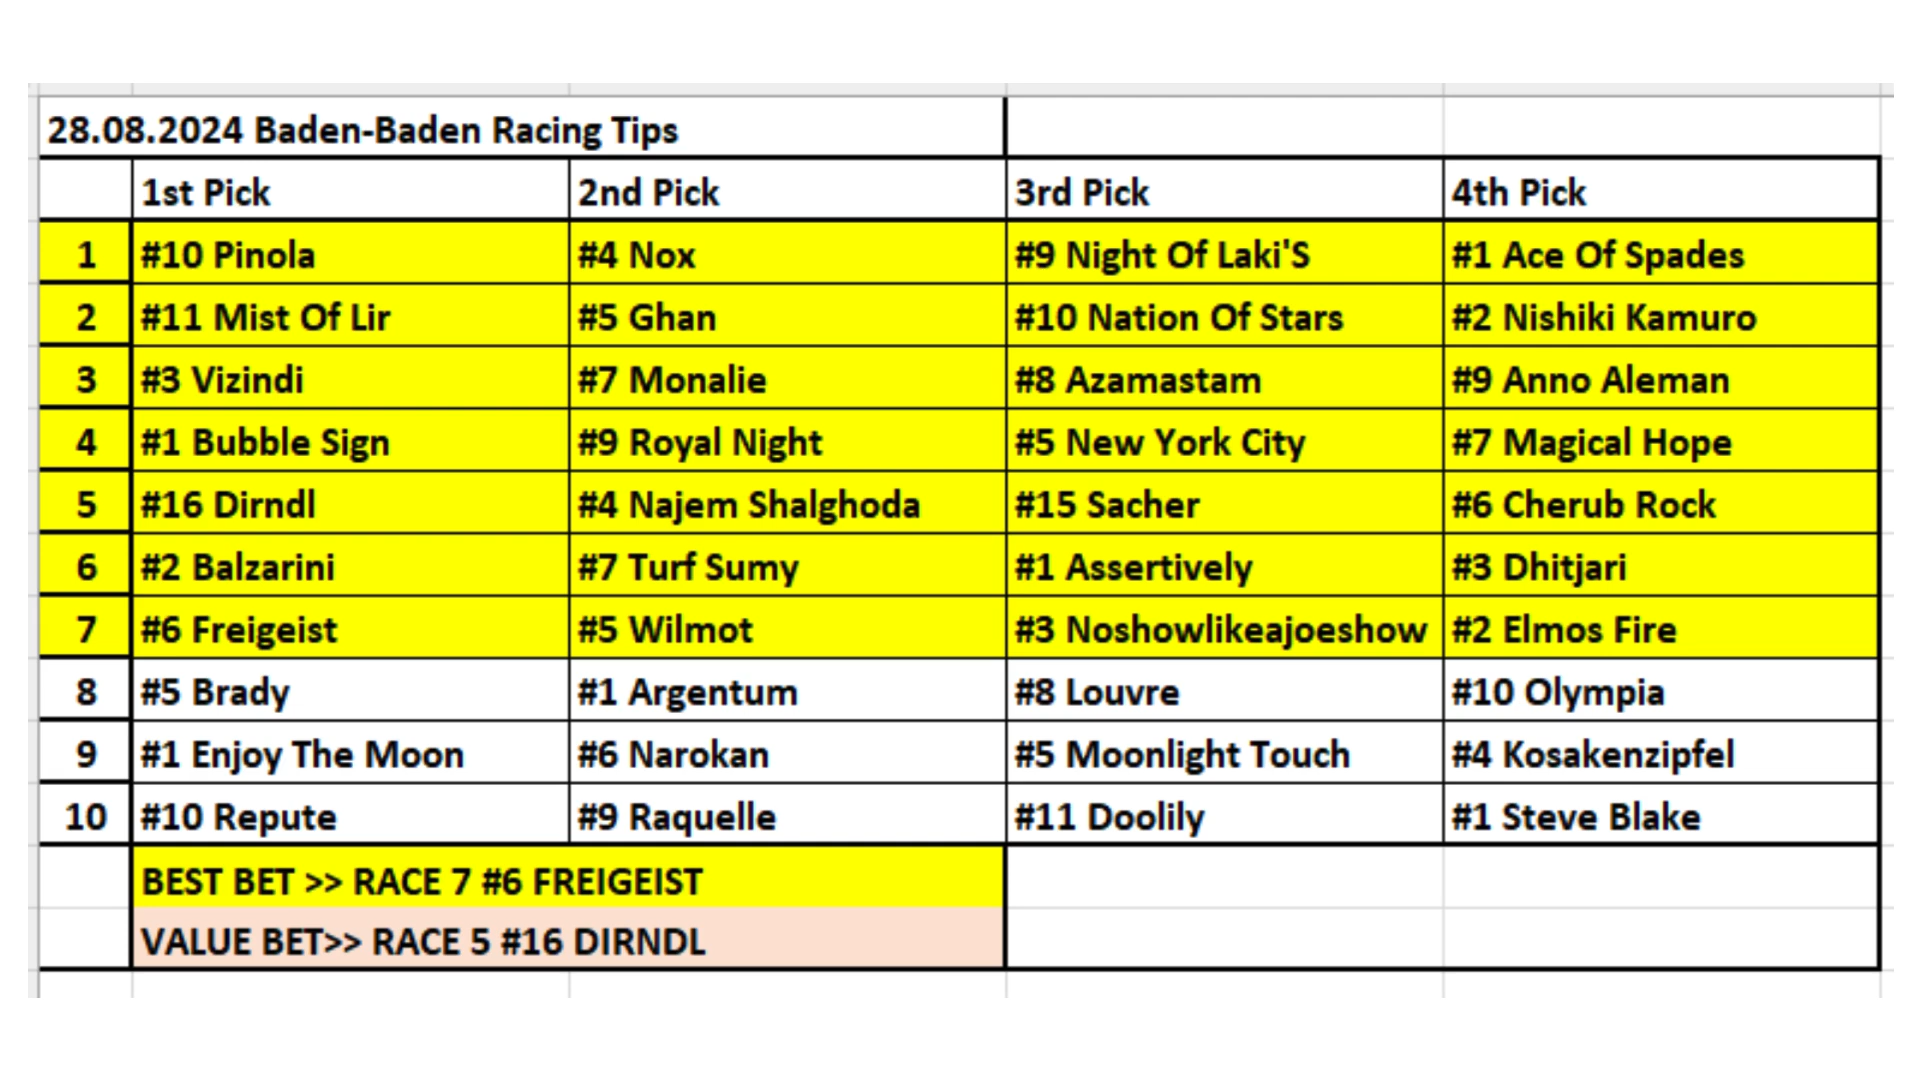 28.08.2024 Baden-Baden Racing Tips
1st Pick 2nd Pick 3rd Pick 4th Pick
1 #10 Pinola #4 Nox #9 Night Of Laki'S #1 Ace Of Spades
2 #11 Mist Of Lir #5 Ghan #10 Nation Of Stars #2 Nishiki Kamuro
3 #3 Vizindi #7 Monalie #8 Azamastam #9 Anno Aleman
4 #1 Bubble Sign #9 Royal Night #5 New York City #7 Magical Hope
5 #16 Dirndl #4 Najem Shalghoda #15 Sacher #6 Cherub Rock
6 #2 Balzarini #7 Turf Sumy #1 Assertively #3 Dhitjari
7 #6 Freigeist #5 Wilmot #3 Noshowlikeajoeshow #2 Elmos Fire
8 #5 Brady #1 Argentum #8 Louvre #10 Olympia
9 #1 Enjoy The Moon #6 Narokan #5 Moonlight Touch #4 Kosakenzipfel
10 #10 Repute #9 Raquelle #11 Doolily #1 Steve Blake
BEST BET >> RACE 7 #6 FREIGEIST
VALUE BET>> RACE 5 #16 DIRNDL